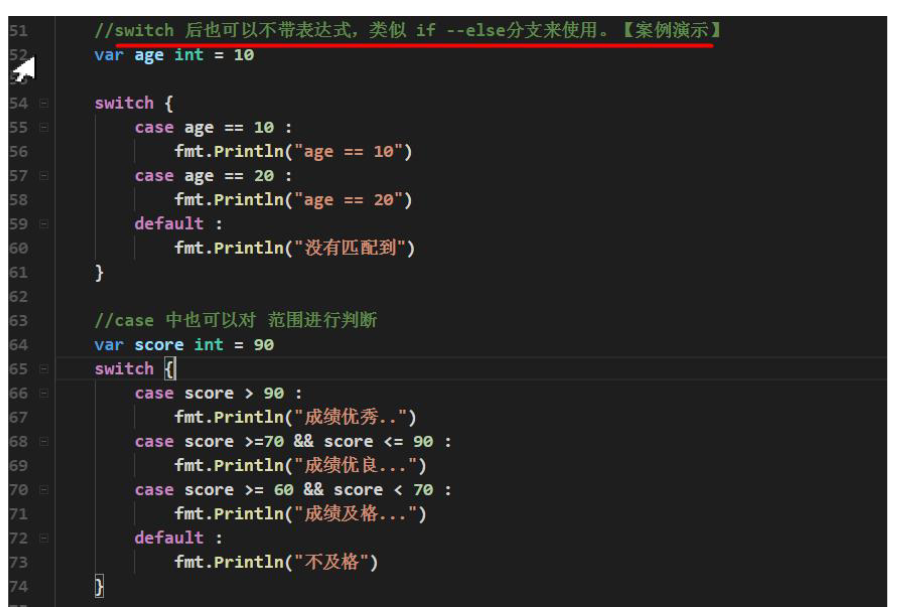 51 //switch 后也可以不带表达式，类似 if --else分支来使用。【案例演示】
52 var age int = 10
53
54 switch {
55 case age == 10 :
56 fmt.Println("age == 10")
57 case age == 20 :
58 fmt.Println("age == 20")
59 default :
60 fmt.Println("没有匹配到")
61 }
62
63 //case 中也可以对 范围进行判断
64 var score int = 90
65 switch {
66 case score > 90 :
67 fmt.Println("成绩优秀..")
68 case score >=70 && score <= 90 :
69 fmt.Println("成绩优良...")
70 case score >= 60 && score < 70 :
71 fmt.Println("成绩及格...")
72 default :
73 fmt.Println("不及格")
74 }